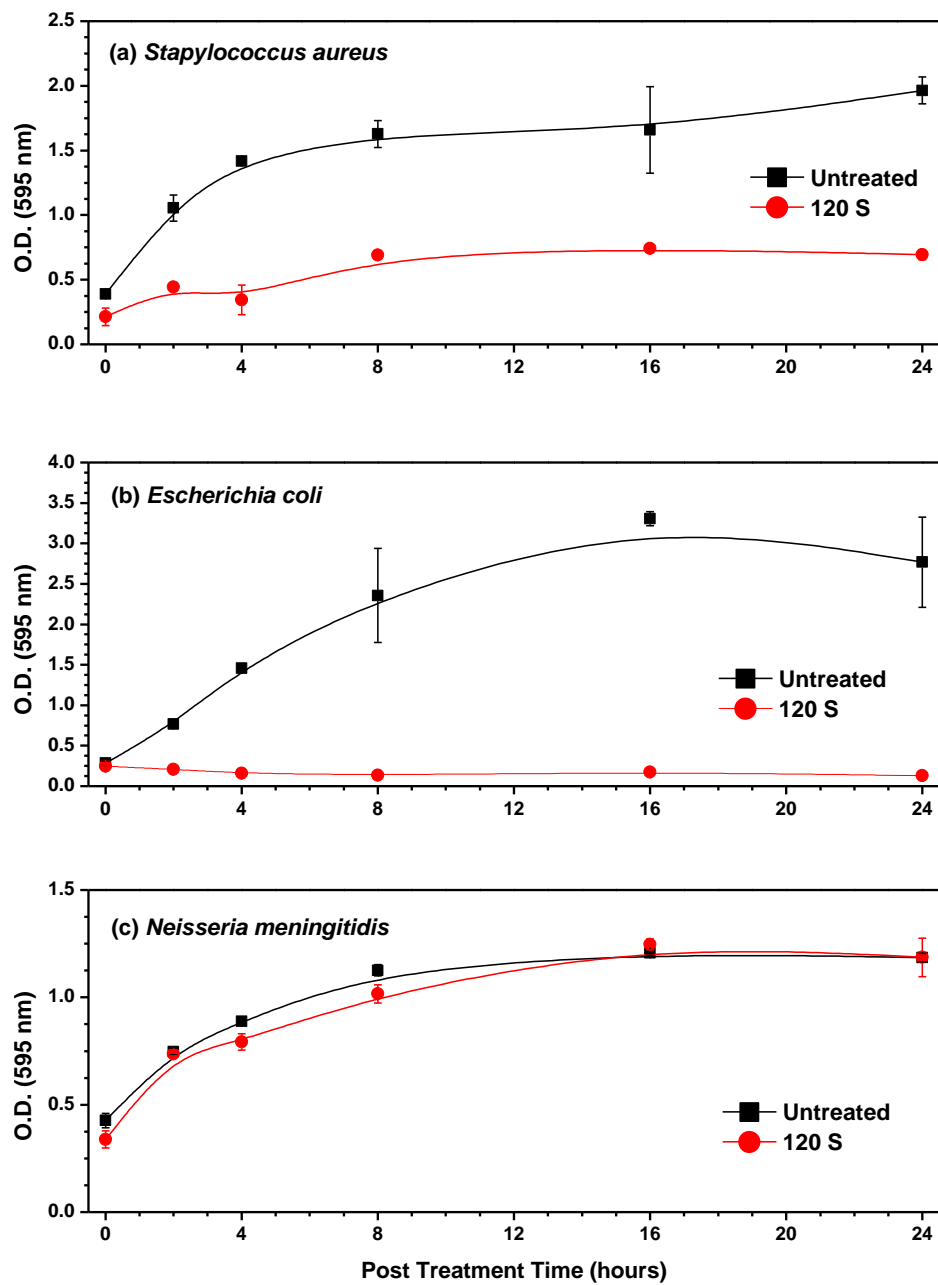 2.5
(a) Stapylococcus aureus
2.0
1.5
Untreated
120 S
1.0
0.5
0.0
O.D. (595 nm)
0 4 8 12 16 20 24
4.0
(b) Escherichia coli
3.5
3.0
2.5
2.0
1.5
Untreated
120 S
1.0
0.5
0.0
O.D. (595 nm)
0 4 8 12 16 20 24
1.5
(c) Neisseria meningitidis
1.0
0.5
Untreated
120 S
0.0
O.D. (595 nm)
0 4 8 12 16 20 24
Post Treatment Time (hours)